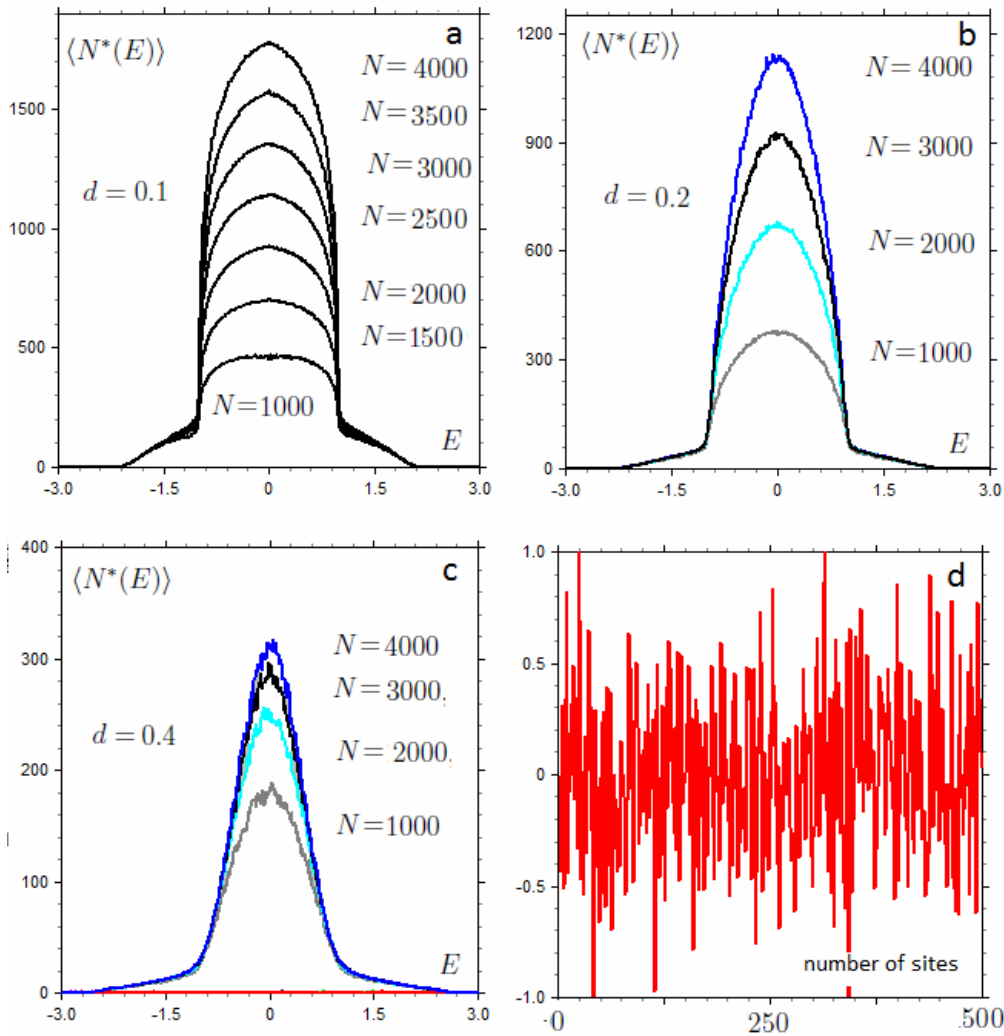 a
⟨N*(E)⟩
N=4000
N=3500
N=3000
N=2500
N=2000
N=1500
N=1000
d = 0.1
E
1500
1000
500
0
-3.0 -1.5 0 1.5 3.0
b
⟨N*(E)⟩
N=4000
N=3000
N=2000
N=1000
d = 0.2
E
1200
900
600
300
0
-3.0 -1.5 0 1.5 3.0
c
⟨N*(E)⟩
N=4000
N=3000,
N= 2000,
N=1000
d = 0.4
E
400
300
200
100
0
-3.0 -1.5 0 1.5 3.0
d
1.0
0.5
0
-0.5
-1.0
number of sites
0 250 500